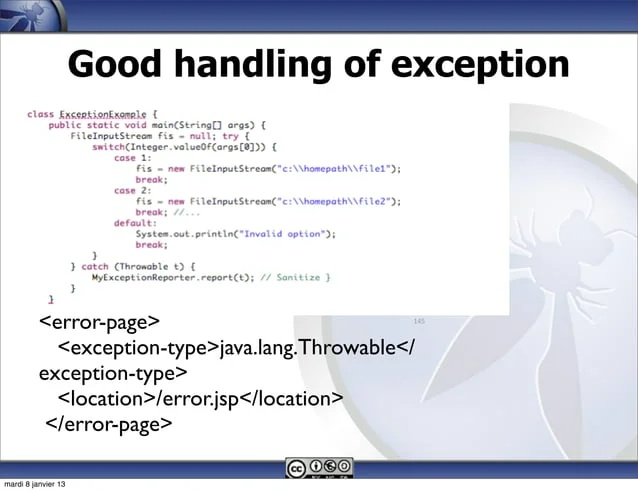 Good handling of exception
class ExceptionExample {
public static void main(String[] args) {
FileInputStream fis = null; try {
switch(Integer.valueOf(args[0])) {
case 1:
fis = new FileInputStream("c:\\homepath\\file1");
break;
case 2:
fis = new FileInputStream("c:\\homepath\\file2");
break; //...
default:
System.out.println("Invalid option");
break;
}
} catch (Throwable t) {
MyExceptionReporter.report(t); // Sanitize }
}
}
145
<error-page>
<exception-type>java.lang.Throwable</
exception-type>
<location>/error.jsp</location>
</error-page>
mardi 8 janvier 13